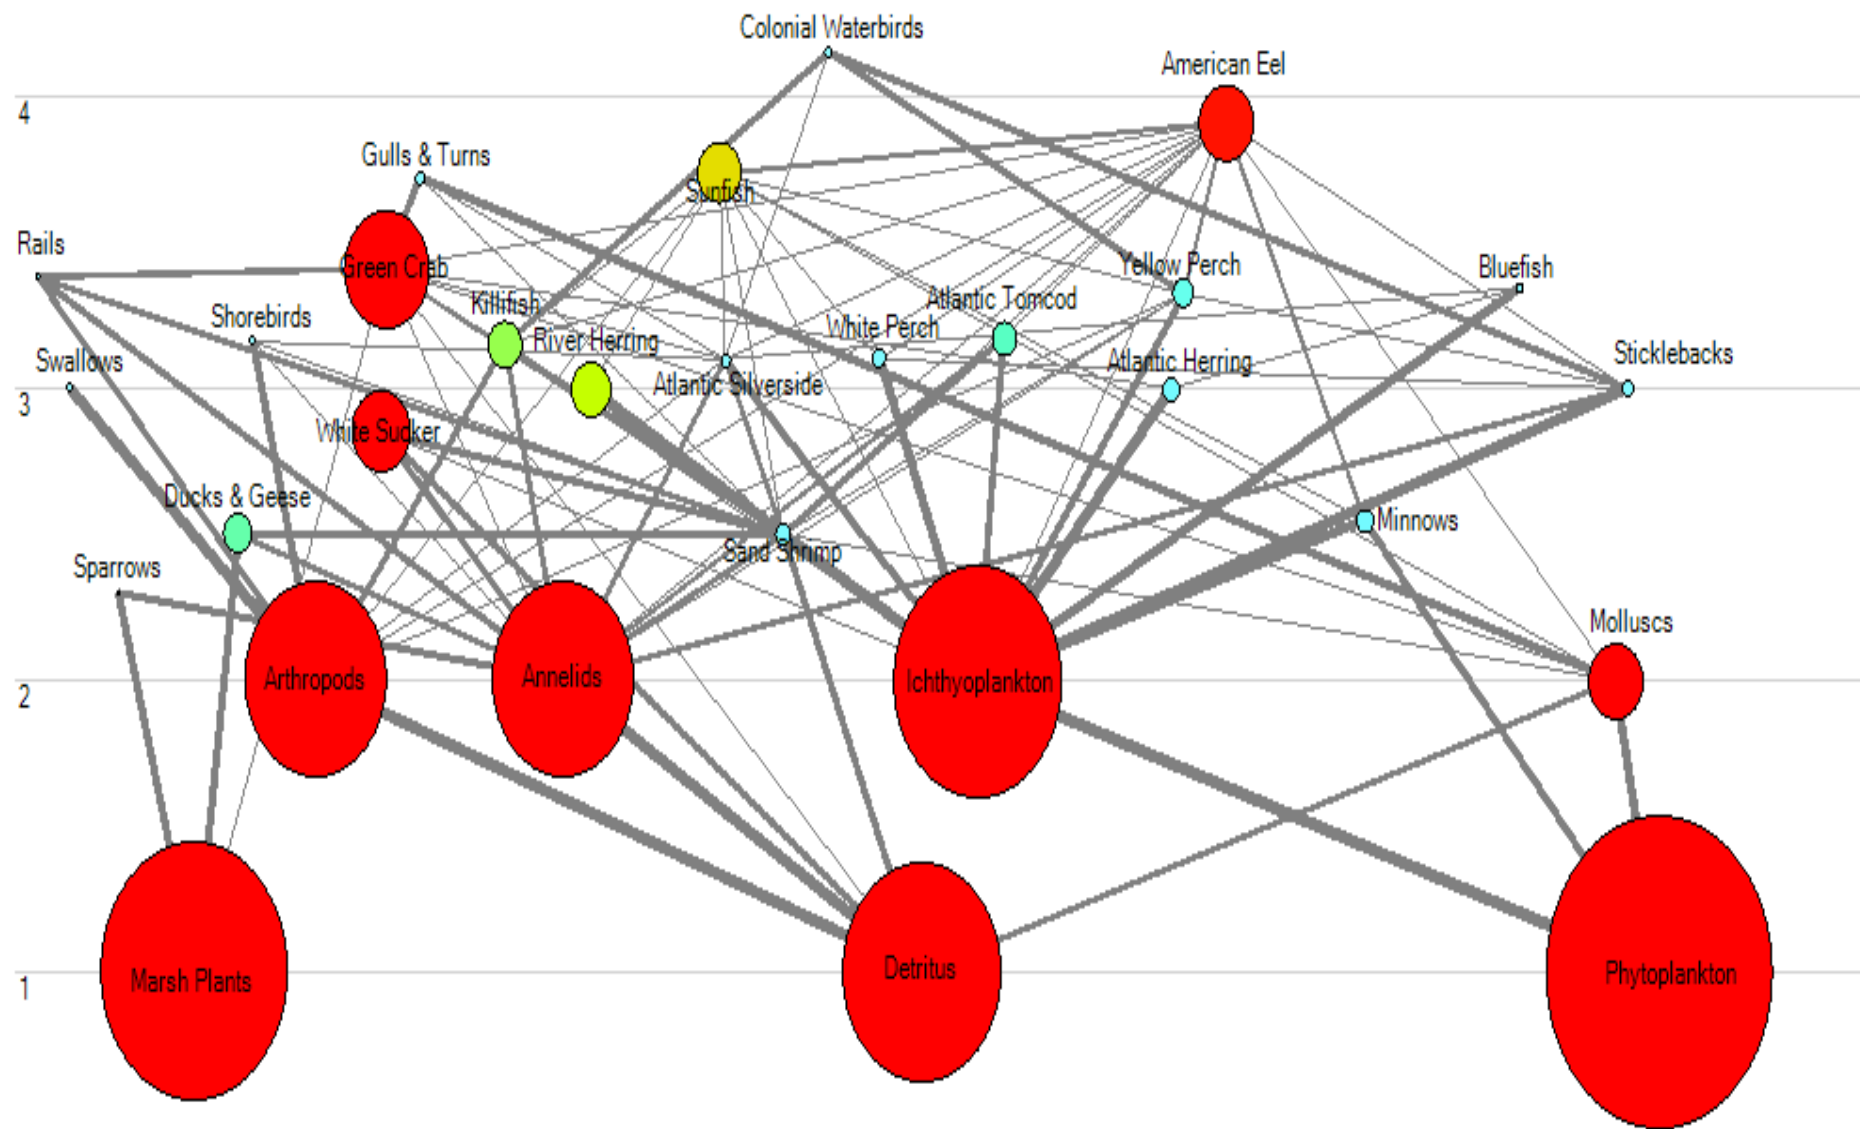 Colonial Waterbirds
American Eel
4
Gulls & Turns
Sunfish
Rails
Green Crab
Yellow Perch
Bluefish
Killifish
Atlantic Tomcod
Shorebirds
White Perch
River Herring
Swallows
Atlantic Herring
Sticklebacks
Atlantic Silverside
3
White Sucker
Ducks & Geese
Minnows
Sand Shrimp
Sparrows
Molluscs
Arthropods
Annelids
Ichthyoplankton
2
Marsh Plants
Detritus
Phytoplankton
1